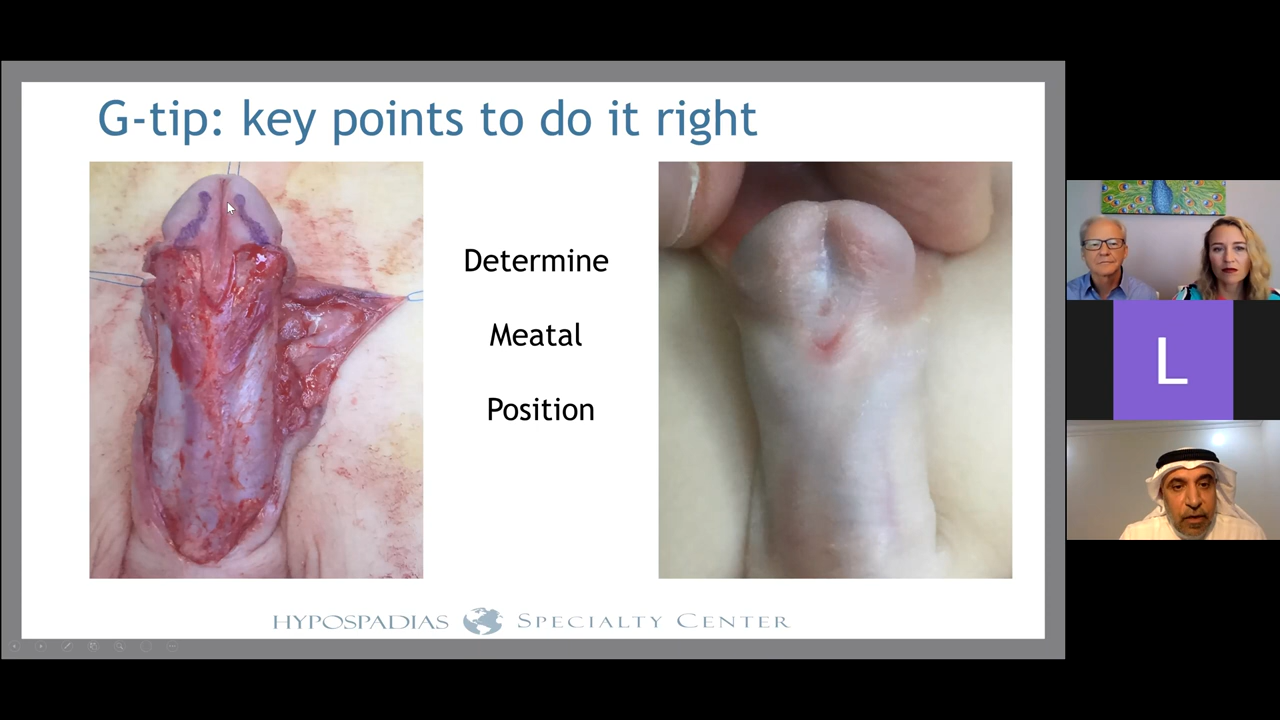 G-tip: key points to do it right
Determine
Meatal
Position
HYPOSPADIAS SPECIALTY CENTER
L